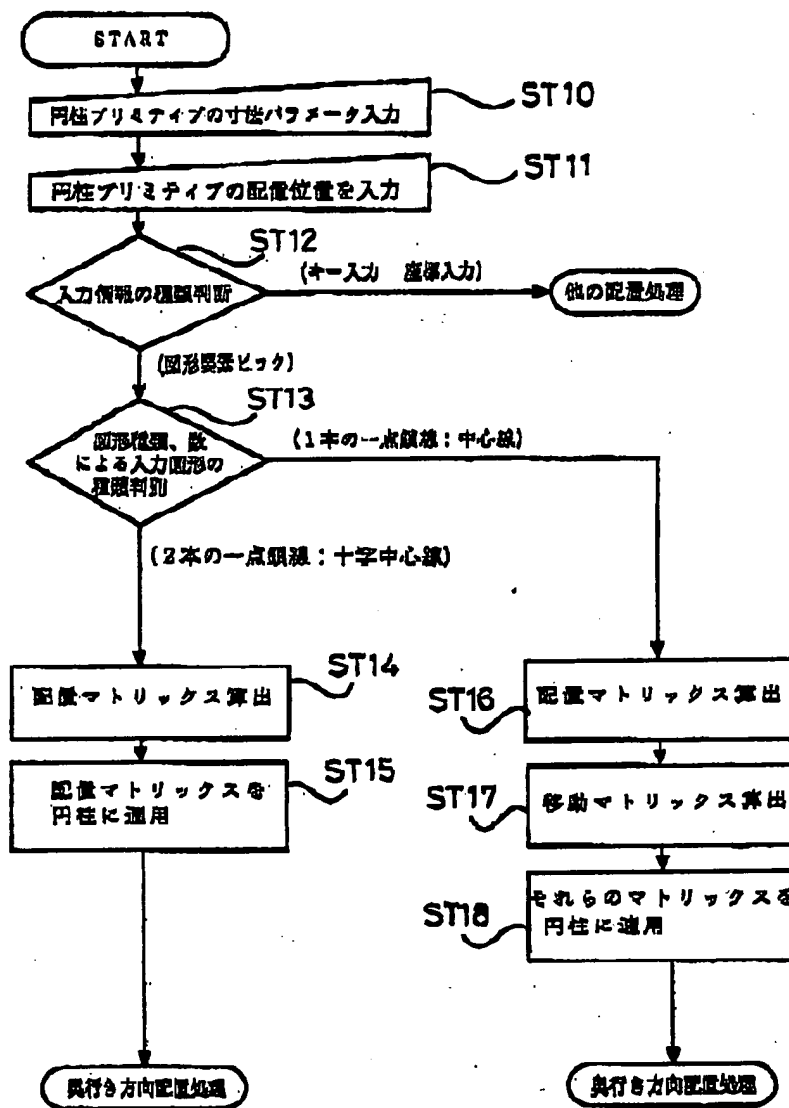 START
ST10
円柱プリミティブの寸法パラメータ入力
ST11
円柱プリミティブの配置位置を入力
ST12
入力情報の種類判断
(キー入力 座標入力)
他の配置処理
(図形要素ピック)
ST13
図形種類、数
による入力図形の
種類判別
(1本の一点鎖線：中心線)
(2本の一点鎖線：十字中心線)
ST14
配置マトリックス算出
ST15
配置マトリックスを
円柱に適用
奥行き方向配置処理
ST16
配置マトリックス算出
ST17
移動マトリックス算出
ST18
それらのマトリックスを
円柱に適用
奥行き方向配置処理